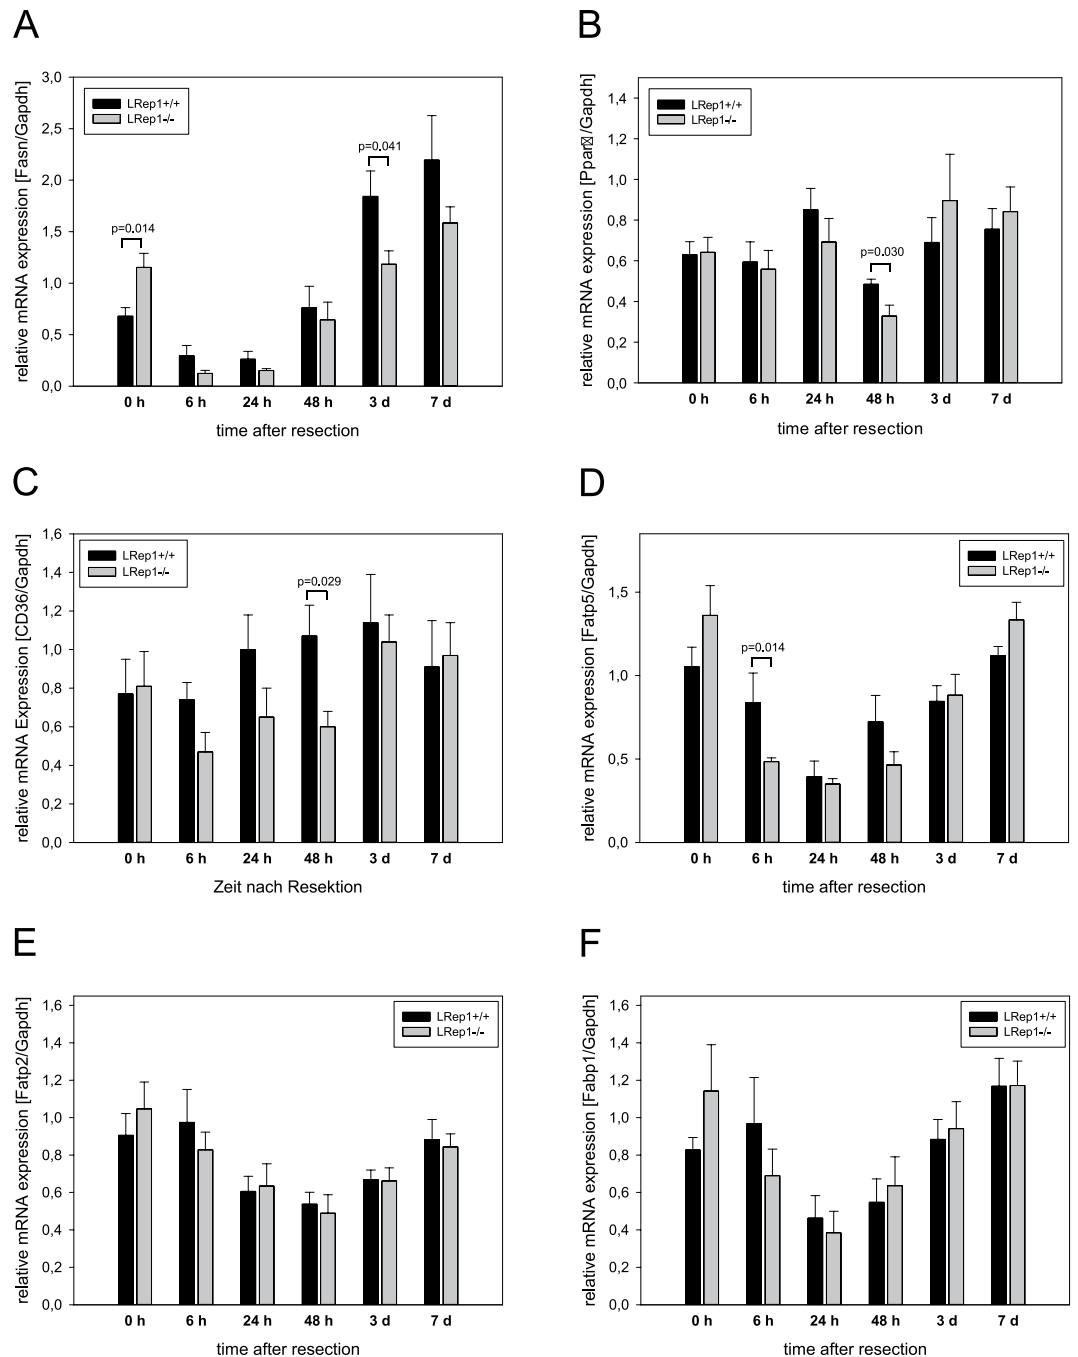 A
relative mRNA expression [Fasn/Gapdh]
3,0
2,5
2,0
1,5
1,0
0,5
0,0
LRep1+/+
LRep1-/-
p=0.014
p=0.041
0 h 6 h 24 h 48 h 3 d 7 d
time after resection
B
relative mRNA expression [Ppar☒/Gapdh]
1,4
1,2
1,0
0,8
0,6
0,4
0,2
0,0
LRep1+/+
LRep1-/-
p=0.030
0 h 6 h 24 h 48 h 3 d 7 d
time after resection
C
relative mRNA Expression [CD36/Gapdh]
1,6
1,4
1,2
1,0
0,8
0,6
0,4
0,2
0,0
LRep1+/+
LRep1-/-
p=0.029
0 h 6 h 24 h 48 h 3 d 7 d
Zeit nach Resektion
D
relative mRNA expression [Fatp5/Gapdh]
1,5
1,0
0,5
0,0
LRep1+/+
LRep1-/-
p=0.014
0 h 6 h 24 h 48 h 3 d 7 d
time after resection
E
relative mRNA expression [Fatp2/Gapdh]
1,6
1,4
1,2
1,0
0,8
0,6
0,4
0,2
0,0
LRep1+/+
LRep1-/-
0 h 6 h 24 h 48 h 3 d 7 d
time after resection
F
relative mRNA expression [Fabp1/Gapdh]
1,6
1,4
1,2
1,0
0,8
0,6
0,4
0,2
0,0
LRep1+/+
LRep1-/-
0 h 6 h 24 h 48 h 3 d 7 d
time after resection